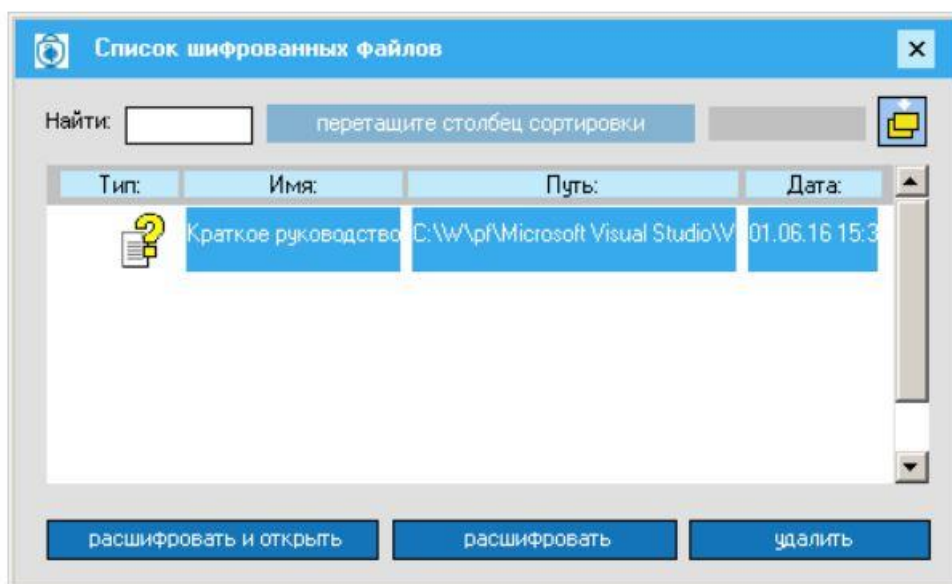 Список шифрованных файлов
Найти: перетащите столбец сортировки
Тип: Имя: Путь: Дата:
Краткое руководство C:\W\pf\Microsoft Visual Studio\V 01.06.16 15:3
расшифровать и открыть расшифровать удалить